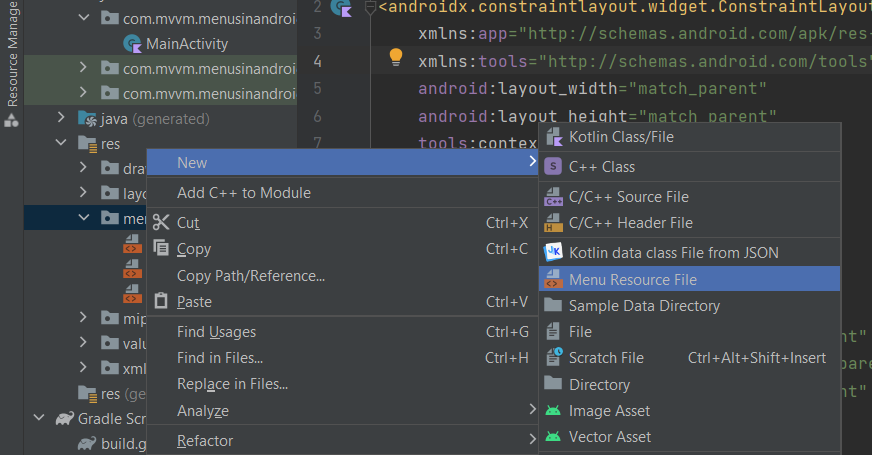 Resource Manage
com.mvvm.menusinandro
MainActivity
com.mvvm.menusinandroi
com.mvvm.menusinandroi
java (generated)
res
dra
layo
men
mip
valu
xml
res (ge
Gradle Scr
build.g
2 <androidx.constraintlayout.widget.ConstraintLayout
3 xmlns:app="http://schemas.android.com/apk/res-
4 xmlns:tools="http://schemas.android.com/tools"
5 android:layout_width="match_parent"
6 android:layout_height="match_parent"
7 tools:contex
nt"
pare
nt"
New
Add C++ to Module
Cut Ctrl+X
Copy Ctrl+C
Copy Path/Reference...
Paste Ctrl+V
Find Usages Ctrl+G
Find in Files... Ctrl+H
Replace in Files...
Analyze
Refactor
Kotlin Class/File
C++ Class
C/C++ Source File
C/C++ Header File
Kotlin data class File from JSON
Menu Resource File
Sample Data Directory
File
Scratch File Ctrl+Alt+Shift+Insert
Directory
Image Asset
Vector Asset